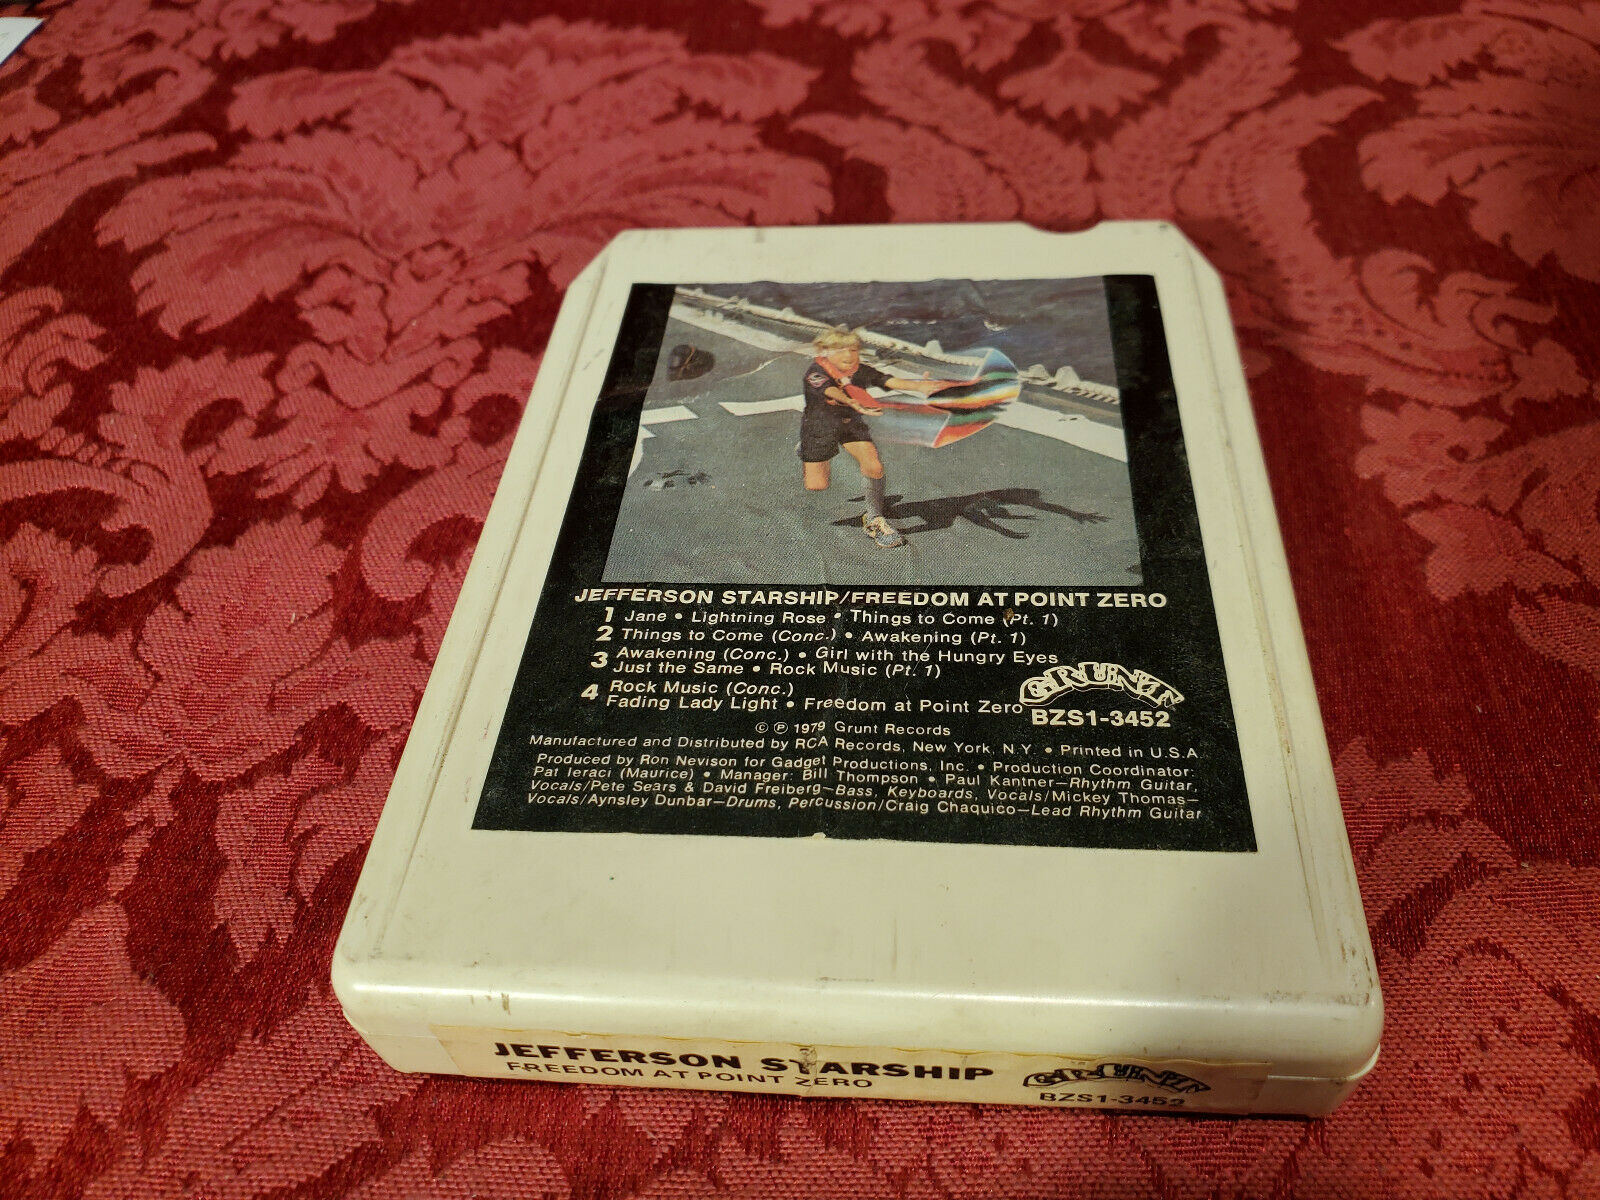 JEFFERSON STARSHIP/FREEDOM AT POINT ZERO
1 Jane • Lightning Rose • Things to Come (Pt. 1)
2 Things to Come (Conc.) • Awakening (Pt. 1)
3 Awakening (Conc.) • Girl with the Hungry Eyes
Just the Same • Rock Music (Pt. 1)
4 Rock Music (Conc.)
Fading Lady Light • Freedom at Point Zero
GRUNT
BZS1-3452
© ℗ 1979 Grunt Records
Manufactured and Distributed by RCA Records, New York, N.Y. • Printed in U.S.A.
Produced by Ron Nevison for Gadget Productions, Inc. • Production Coordinator:
Pat Ieraci (Maurice) • Manager: Bill Thompson • Paul Kantner—Rhythm Guitar,
Vocals/Pete Sears & David Freiberg—Bass, Keyboards, Vocals/Mickey Thomas—
Vocals/Aynsley Dunbar—Drums, Percussion/Craig Chaquico—Lead Rhythm Guitar
JEFFERSON STARSHIP
FREEDOM AT POINT ZERO
GRUNT
BZS1-3452